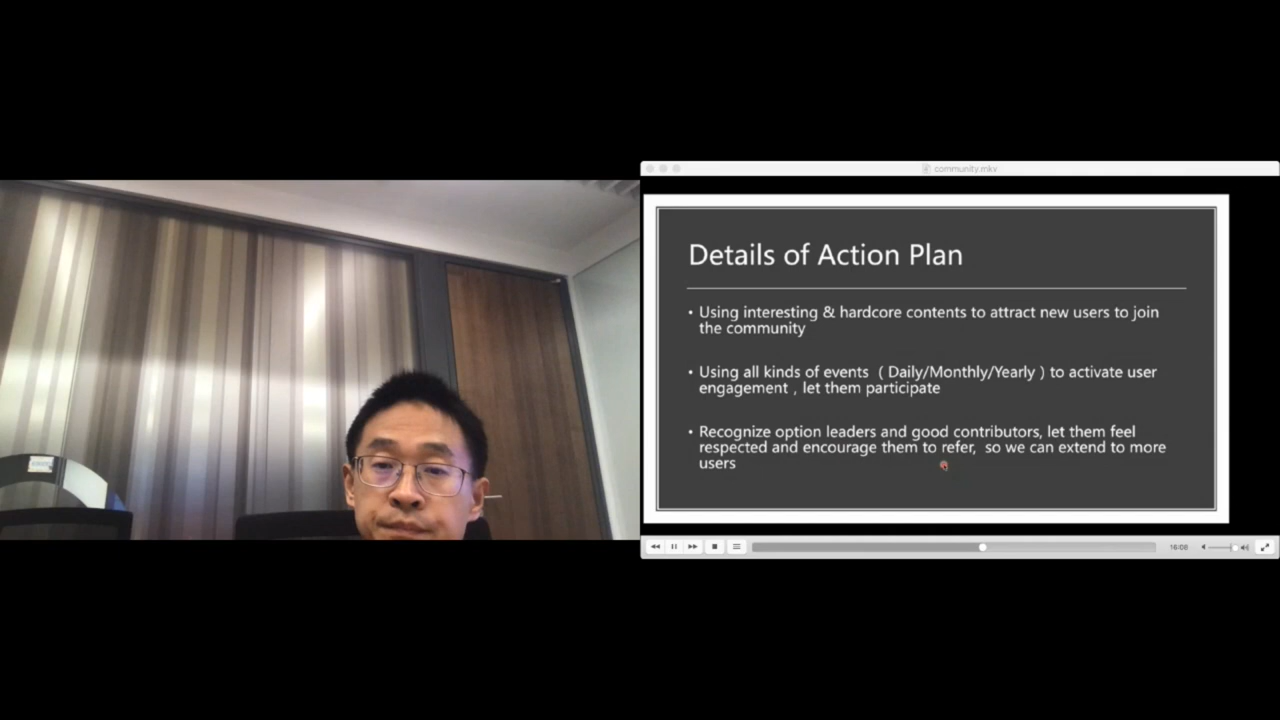 community.mkv
Details of Action Plan
• Using interesting & hardcore contents to attract new users to join
the community
• Using all kinds of events （ Daily/Monthly/Yearly ）to activate user
engagement，let them participate
• Recognize option leaders and good contributors, let them feel
respected and encourage them to refer,  so we can extend to more
users
16:08